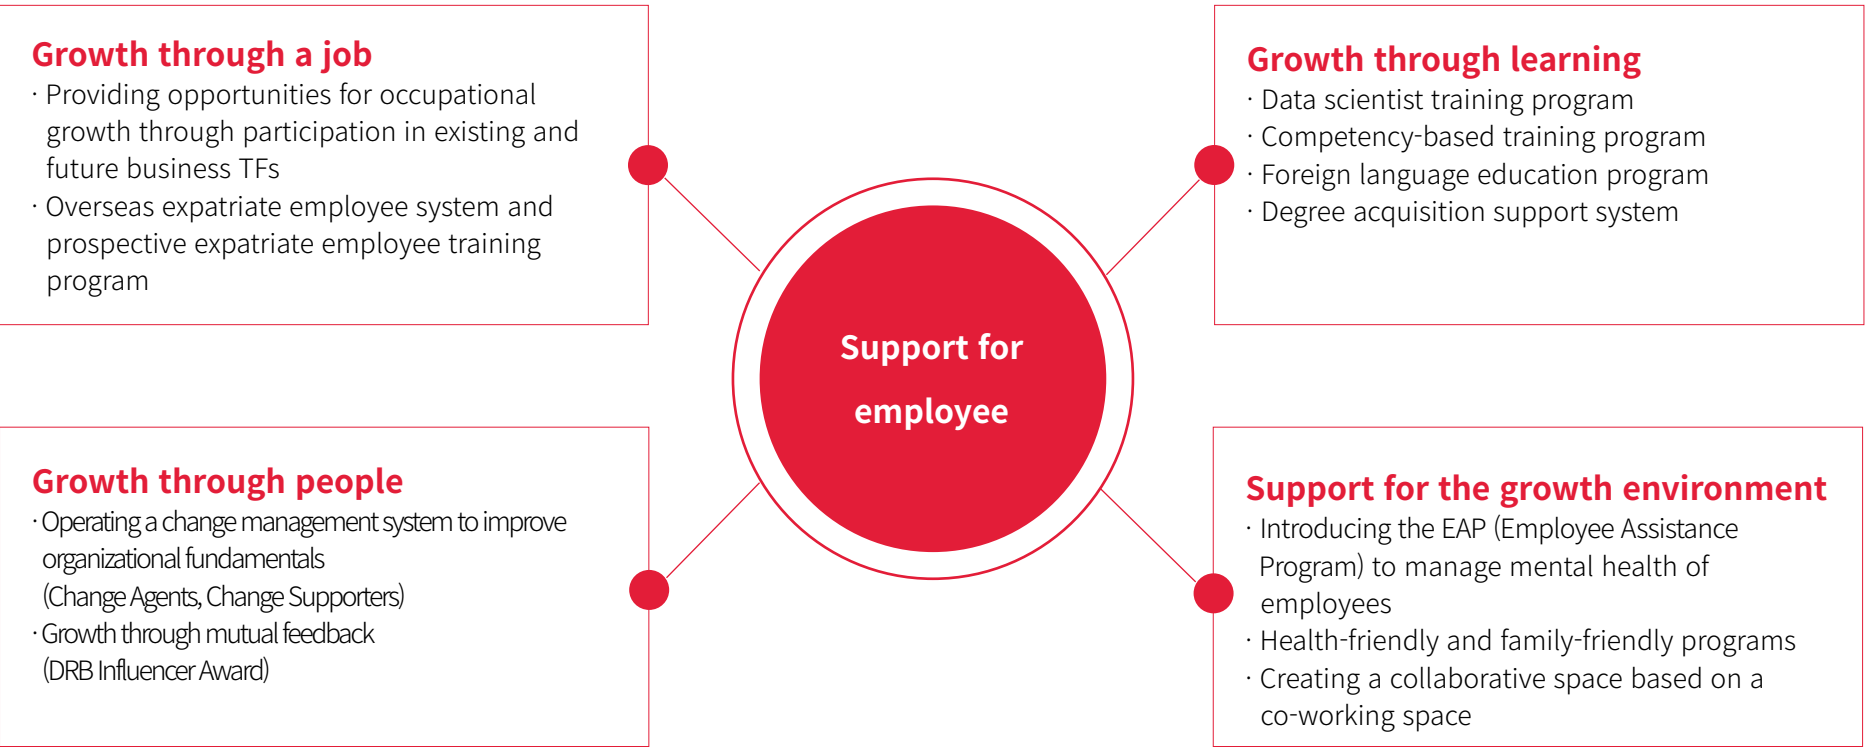 Growth through a job
· Providing opportunities for occupational
growth through participation in existing and
future business TFs
· Overseas expatriate employee system and
prospective expatriate employee training
program
Growth through learning
· Data scientist training program
· Competency-based training program
· Foreign language education program
· Degree acquisition support system
Support for
employee
Growth through people
· Operating a change management system to improve
organizational fundamentals
(Change Agents, Change Supporters)
· Growth through mutual feedback
(DRB Influencer Award)
Support for the growth environment
· Introducing the EAP (Employee Assistance
Program) to manage mental health of
employees
· Health-friendly and family-friendly programs
· Creating a collaborative space based on a
co-working space